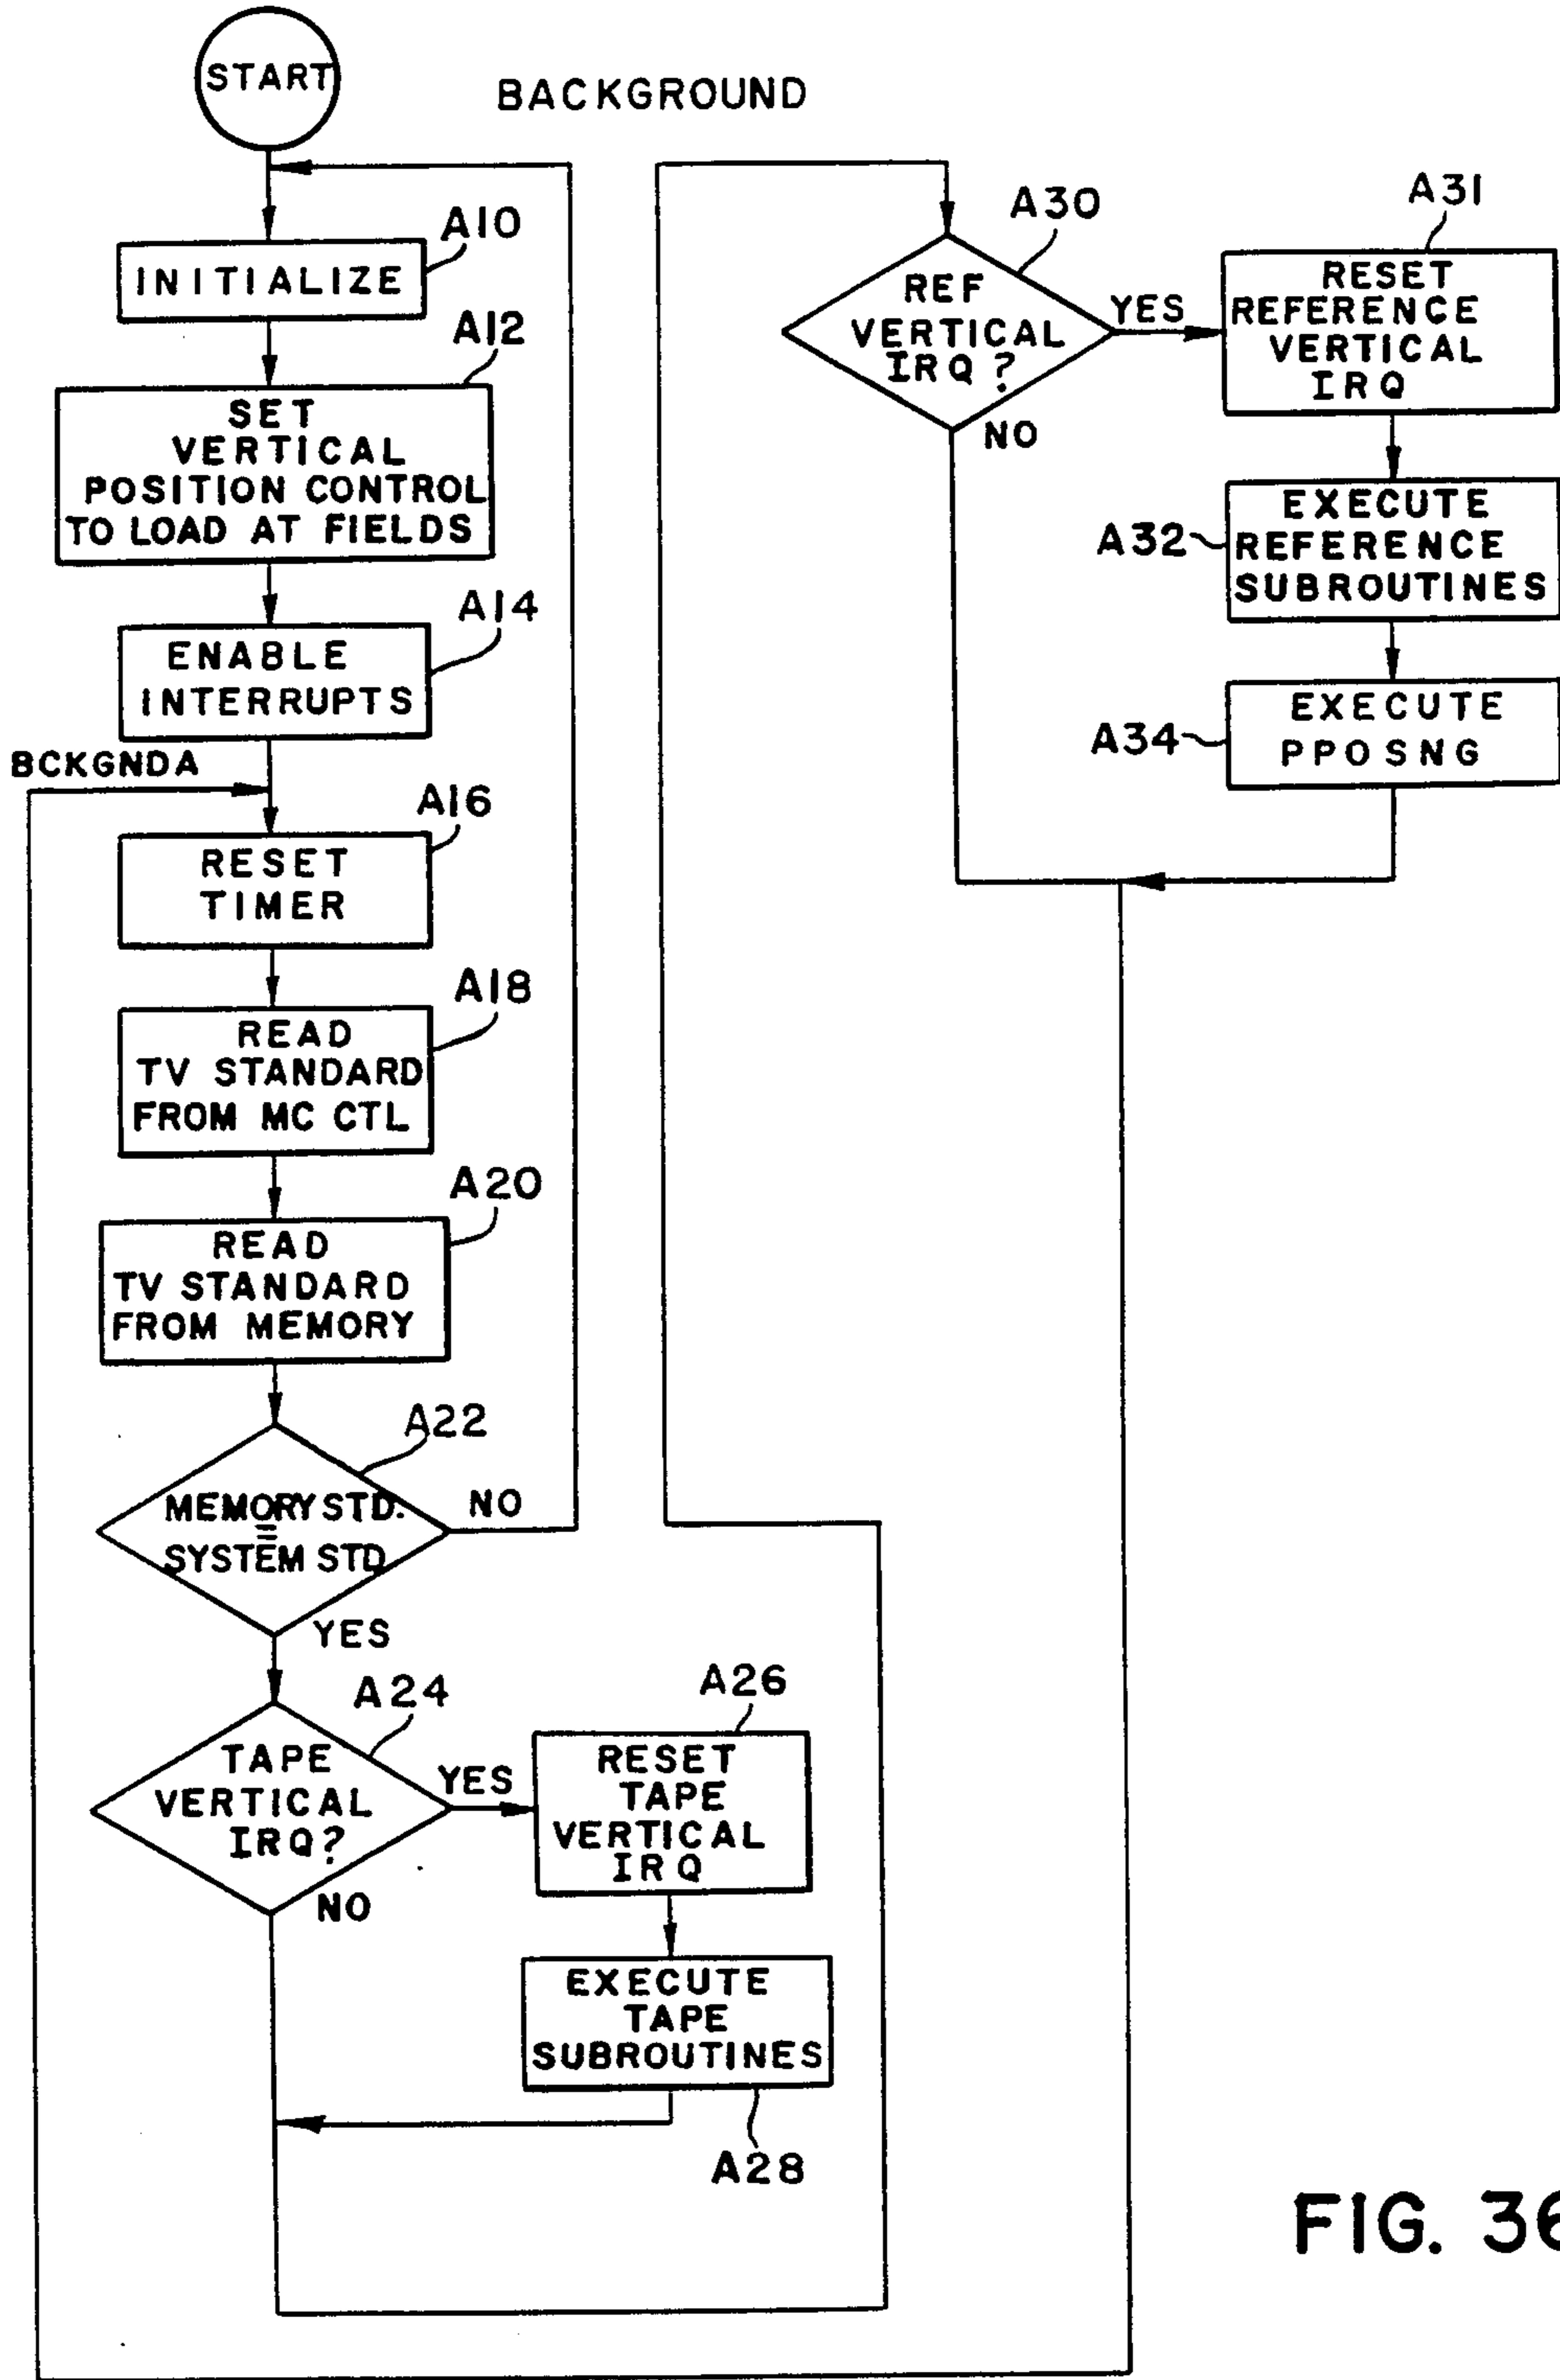 START
BACKGROUND
A10
INITIALIZE
A12
SET
VERTICAL
POSITION CONTROL
TO LOAD AT FIELDS
A14
ENABLE
INTERRUPTS
BCKGNDA
A16
RESET
TIMER
A18
READ
TV STANDARD
FROM MC CTL
A20
READ
TV STANDARD
FROM MEMORY
A22
MEMORY STD.
=
SYSTEM STD
NO
YES
A24
TAPE
VERTICAL
IRQ?
YES
NO
A26
RESET
TAPE
VERTICAL
IRQ
EXECUTE
TAPE
SUBROUTINES
A28
A30
REF
VERTICAL
IRQ?
YES
NO
A31
RESET
REFERENCE
VERTICAL
IRQ
A32
EXECUTE
REFERENCE
SUBROUTINES
A34
EXECUTE
PPOSNG
FIG. 36